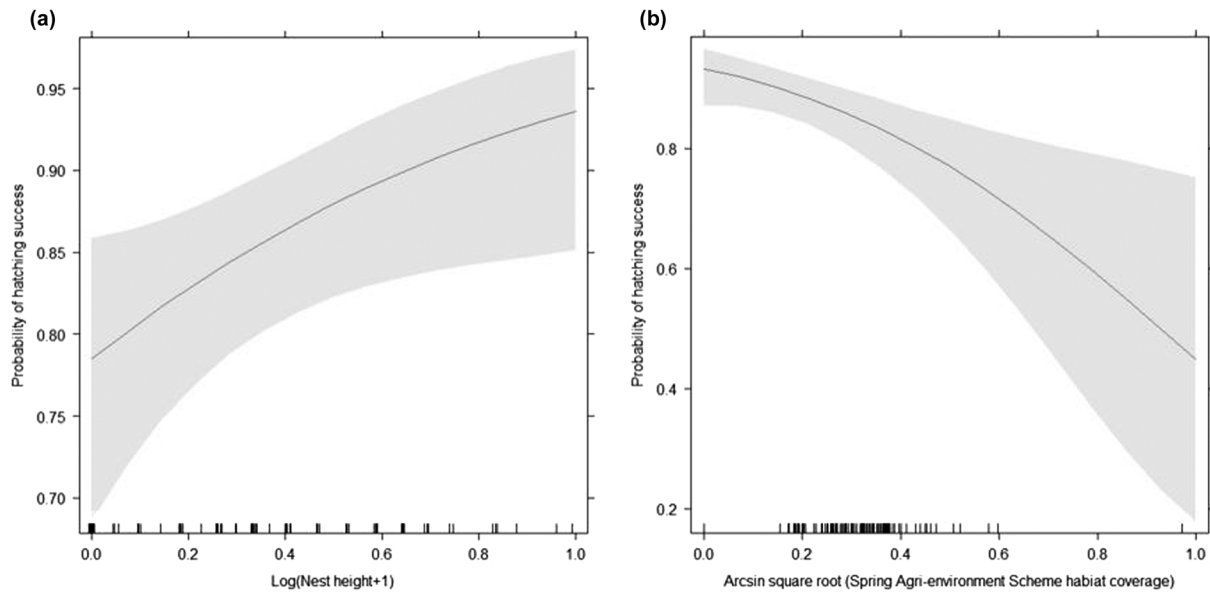 (a)
(b)
Probability of hatching success
0.95
0.90
0.85
0.80
0.75
0.70
0.0 0.2 0.4 0.6 0.8 1.0
Log(Nest height+1)
Probability of hatching success
0.8
0.6
0.4
0.2
0.0 0.2 0.4 0.6 0.8 1.0
Arcsin square root (Spring Agri-environment Scheme habiat coverage)